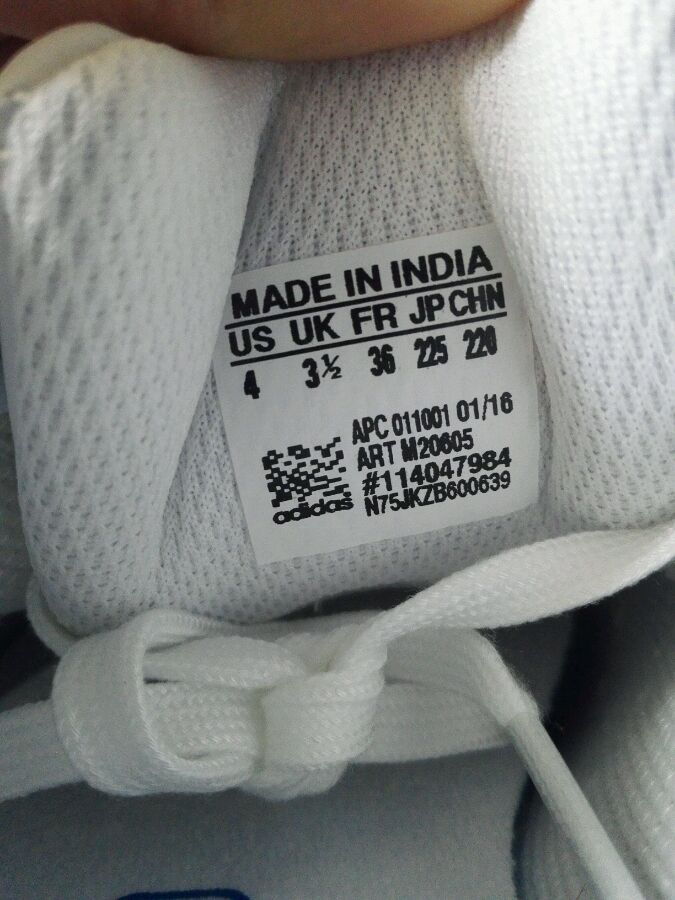 MADE IN INDIA
US UK FR JP CHN
4 3½ 36 225 220
APC 011001 01/16
ART M20605
#114047984
N75JKZB600639
adidas